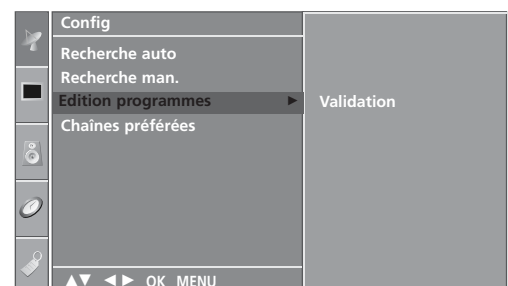 Config
Recherche auto
Recherche man.
Edition programmes ► Validation
Chaînes préférées
▲▼ ◄► OK MENU